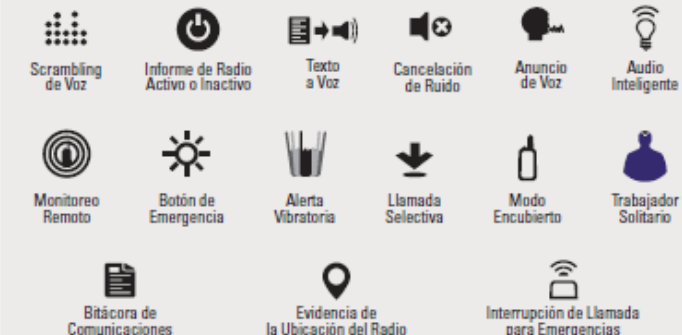 Scrambling de Voz
Informe de Radio Activo o Inactivo
Texto a Voz
Cancelación de Ruido
Anuncio de Voz
Audio Inteligente
Monitoreo Remoto
Botón de Emergencia
Alerta Vibratoria
Llamada Selectiva
Modo Encubierto
Trabajador Solitario
Bitácora de Comunicaciones
Evidencia de la Ubicación del Radio
Interrupción de Llamada para Emergencias